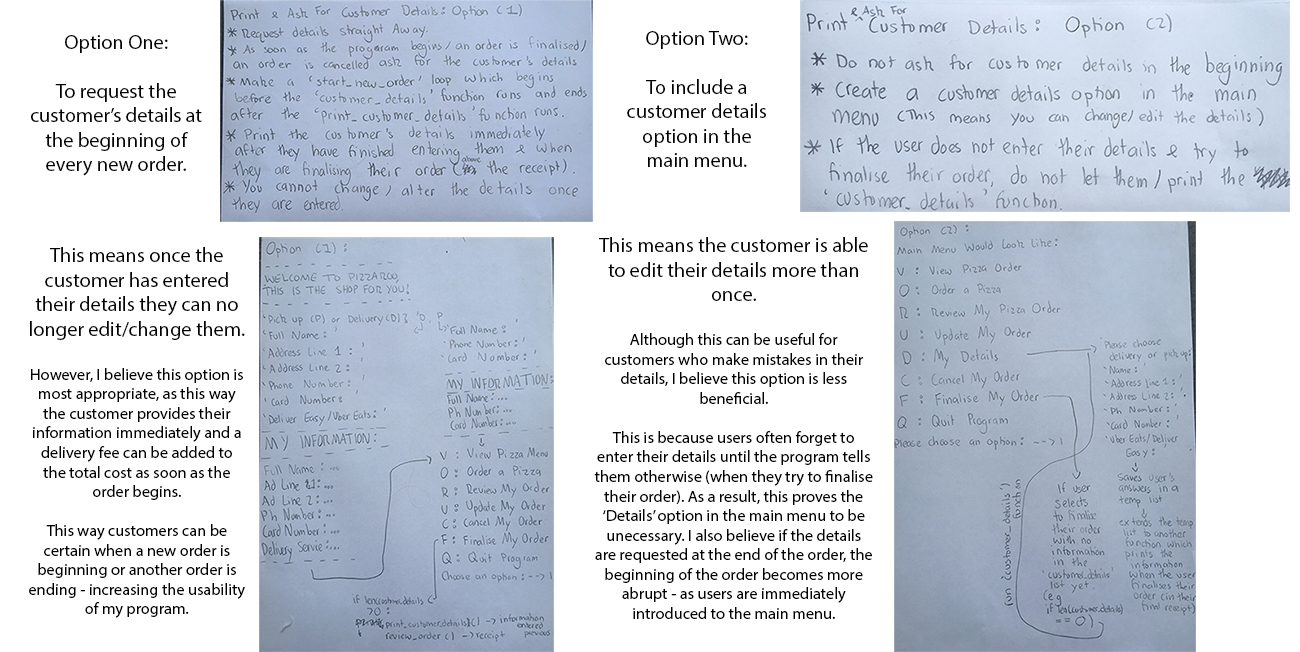 Option One:
To request the
customer's details at
the beginning of
every new order.
Print & Ask For Customer Details: Option (1)
* Request details straight Away.
* As soon as the program begins / an order is finalised /
an order is cancelled ask for the customer's details
* Make a 'start_new_order' loop which begins
before the 'customer_details' function runs and ends
after the 'print_customer_details' function runs.
* Print the customer's details immediately
after they have finished entering them & when
they are finalising their order (above the receipt).
* You cannot change / alter the details once
they are entered.
This means once the
customer has entered
their details they can no
longer edit/change them.
However, I believe this option is
most appropriate, as this way
the customer provides their
information immediately and a
delivery fee can be added to
the total cost as soon as the
order begins.
This way customers can be
certain when a new order is
beginning or another order is
ending - increasing the usability
of my program.
Option (1) :
WELCOME TO PIZZAROO,
THIS IS THE SHOP FOR YOU!
'Pick up (P) or Delivery (D)? 'D, P
'Full Name : '
'Address Line 1 : '
'Address Line 2 : '
'Phone Number : '
'Card Number : '
'Deliver Easy / Uber Eats : '
MY INFORMATION :
Full Name : ...
Ad Line 1 : ...
Ad Line 2 : ...
Ph Number : ...
Card Number : ...
Delivery Service : ...
'Full Name : '
'Phone Number : '
'Card Number : '
MY INFORMATION :
Full Name : ...
Ph Number : ...
Card Number : ...
V : View Pizza Menu
O : Order a Pizza
R : Review My Order
U : Update My Order
C : Cancel My Order
F : Finalise My Order
Q : Quit Program
Choose an option : --> |
if len(customer_details
>0 :
print_customer_details() -> information
entered
previous
review_order () -> receipt
Option Two:
To include a
customer details
option in the
main menu.
Print & Ask For Customer Details : Option (2)
* Do not ask for customer details in the beginning
* Create a customer details option in the main
menu (This means you can change/edit the details)
* If the user does not enter their details & try to
finalise their order, do not let them / print the
'customer_details' function.
This means the customer is able
to edit their details more than
once.
Although this can be useful for
customers who make mistakes in their
details, I believe this option is less
beneficial.
This is because users often forget to
enter their details until the program tells
them otherwise (when they try to finalise
their order). As a result, this proves the
'Details' option in the main menu to be
unecessary. I also believe if the details
are requested at the end of the order, the
beginning of the order becomes more
abrupt - as users are immediately
introduced to the main menu.
Option (2) :
Main Menu Would Look Like:
V : View Pizza Order
O : Order a Pizza
R : Review My Pizza Order
U : Update My Order
D : My Details
C : Cancel My Order
F : Finalise My Order
Q : Quit Program
Please choose an option : --> |
'Please choose
delivery or pick up:
'Name : '
'Address line 1 : '
'Address Line 2 : '
'Ph Number : '
'Card Number : '
'Uber Eats/Deliver
Easy : '
Saves user's
answers in a
temp list
extends the temp
list to another
function which
prints the
information
when the user
finalises their
order (in their
final receipt)
If user
selects
to finalise
their order
with no
information
in the
'customer_details'
list yet.
(e.g
if len(customer_details)
== 0)
run (customer_details')
function